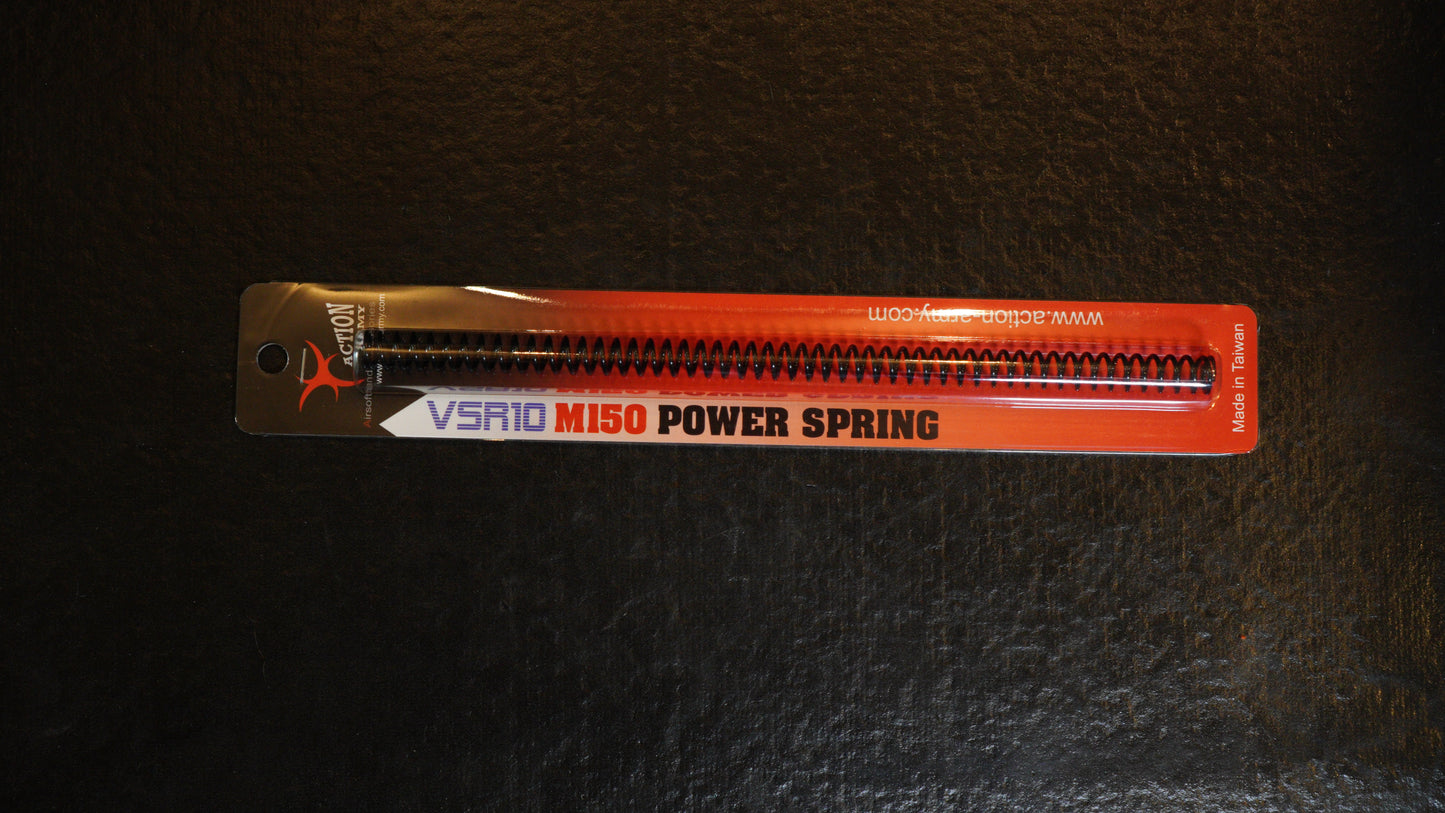 ACTION
ARMY
www.action-army.com
VSR10 M150 POWER SPRING
Made in Taiwan